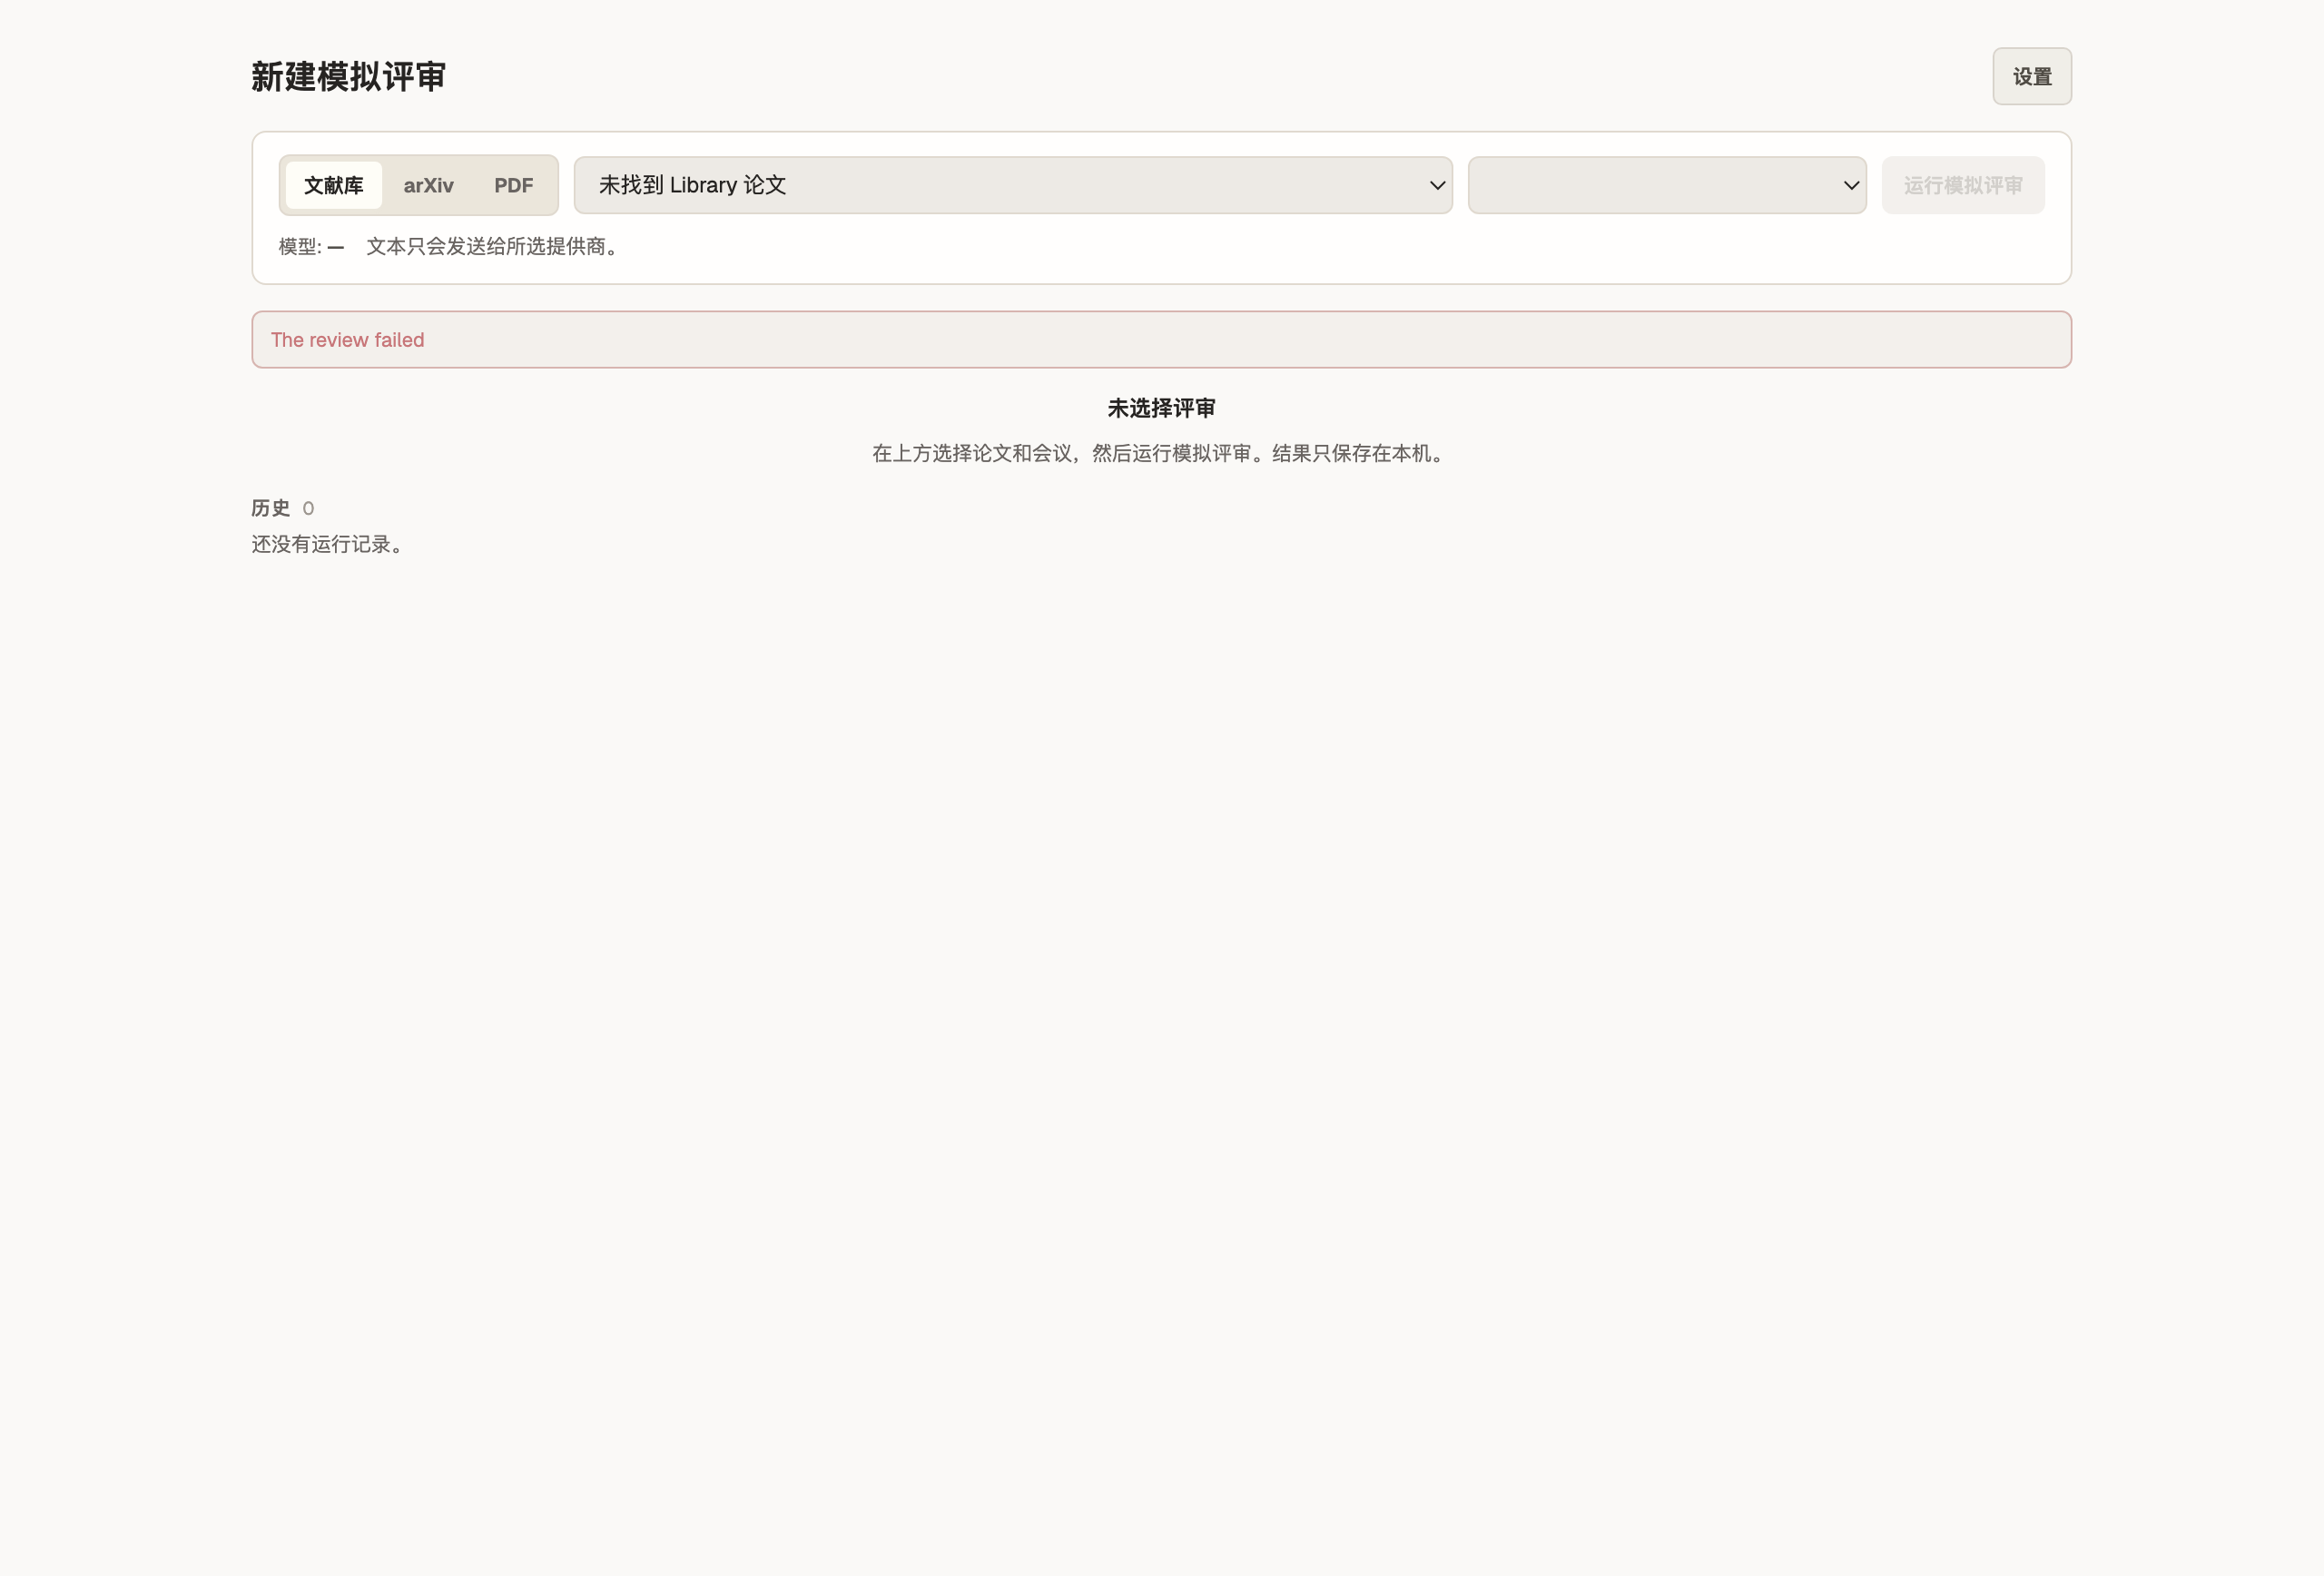 新建模拟评审
设置
文献库 arXiv PDF 未找到 Library 论文 运行模拟评审
模型: — 文本只会发送给所选提供商。
The review failed
未选择评审
在上方选择论文和会议，然后运行模拟评审。结果只保存在本机。
历史 0
还没有运行记录。